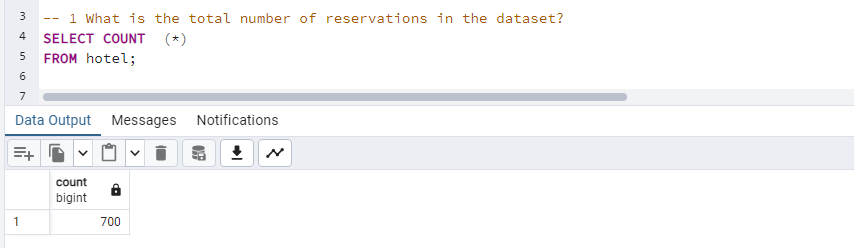 3 -- 1 What is the total number of reservations in the dataset?
4 SELECT COUNT (*)
5 FROM hotel;
6
7
Data Output Messages Notifications
count
bigint
1 700